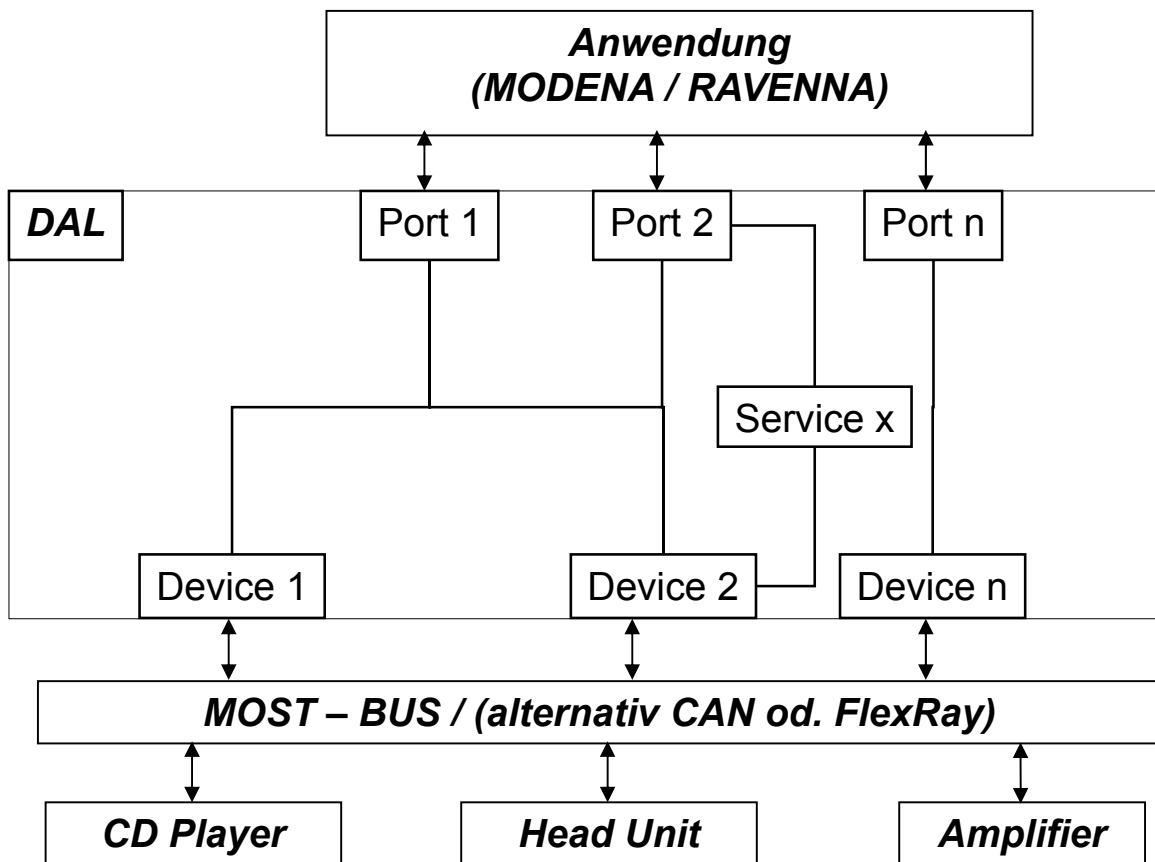 Anwendung
(MODENA / RAVENNA)
DAL
Port 1
Port 2
Port n
Service x
Device 1
Device 2
Device n
MOST – BUS / (alternativ CAN od. FlexRay)
CD Player
Head Unit
Amplifier